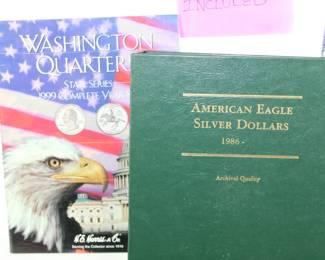 INCLUDED
WASHINGTON
QUARTER
STATE SERIES
1999 COMPLETE YEAR
H.E. Harris & Co.
Serving the Collector since 1916
AMERICAN EAGLE
SILVER DOLLARS
1986 -
Archival Quality